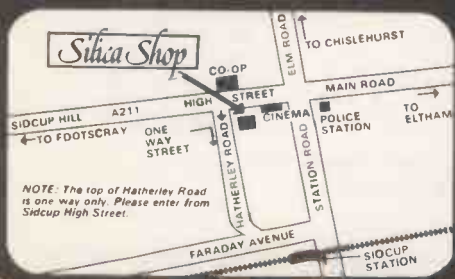 Silica Shop
CO-OP
ELM ROAD
TO CHISLEHURST
HIGH STREET
MAIN ROAD
SIDCUP HILL A211
TO FOOTSCRAY
ONE
WAY
STREET
HATHERLEY ROAD
CINEMA
STATION ROAD
POLICE
STATION
TO
ELTHAM
NOTE: The top of Hatherley Road
is one way only. Please enter from
Sidcup High Street.
FARADAY AVENUE
SIDCUP
STATION